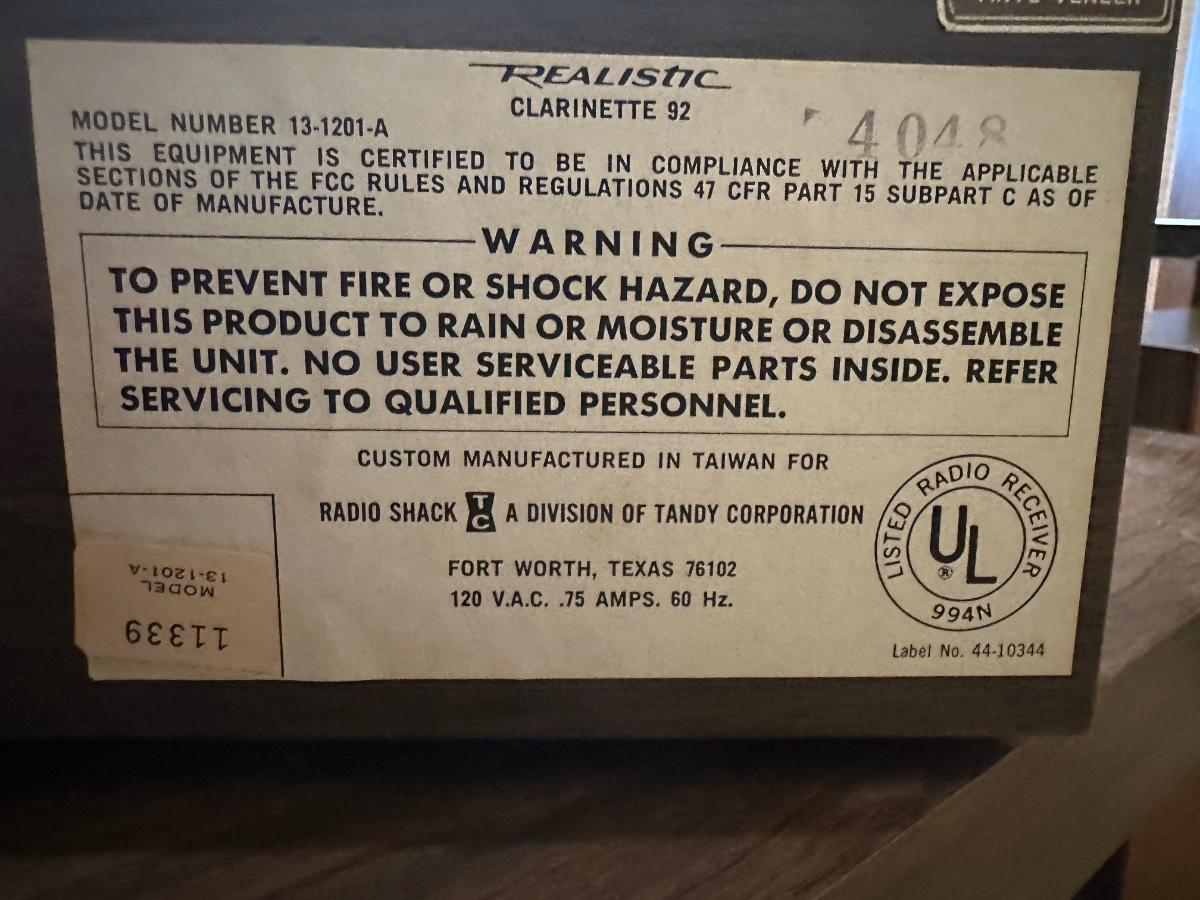 REALISTIC
CLARINETTE 92
MODEL NUMBER 13-1201-A
4048
THIS EQUIPMENT IS CERTIFIED TO BE IN COMPLIANCE WITH THE APPLICABLE
SECTIONS OF THE FCC RULES AND REGULATIONS 47 CFR PART 15 SUBPART C AS OF
DATE OF MANUFACTURE.
WARNING
TO PREVENT FIRE OR SHOCK HAZARD, DO NOT EXPOSE
THIS PRODUCT TO RAIN OR MOISTURE OR DISASSEMBLE
THE UNIT. NO USER SERVICEABLE PARTS INSIDE. REFER
SERVICING TO QUALIFIED PERSONNEL.
CUSTOM MANUFACTURED IN TAIWAN FOR
RADIO SHACK TC A DIVISION OF TANDY CORPORATION
FORT WORTH, TEXAS 76102
120 V.A.C. .75 AMPS. 60 Hz.
LISTED RADIO RECEIVER
UL ®
994N
Label No. 44-10344
11339
MODEL
13-1201-A